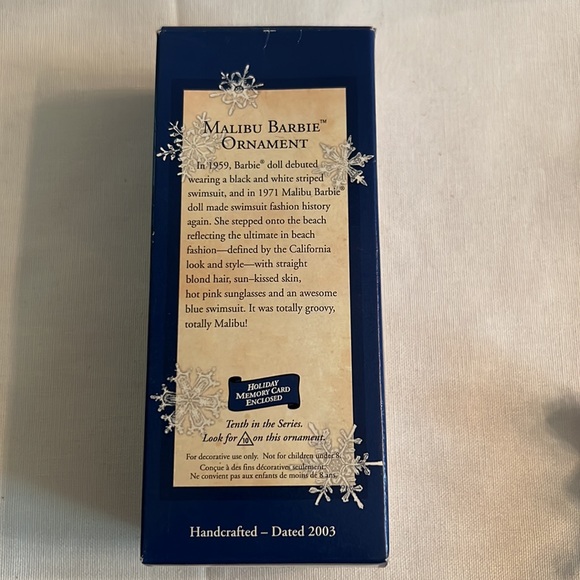 MALIBU BARBIE™
ORNAMENT
In 1959, Barbie® doll debuted
wearing a black and white striped
swimsuit, and in 1971 Malibu Barbie®
doll made swimsuit fashion history
again. She stepped onto the beach
reflecting the ultimate in beach
fashion—defined by the California
look and style—with straight
blond hair, sun–kissed skin,
hot pink sunglasses and an awesome
blue swimsuit. It was totally groovy,
totally Malibu!
HOLIDAY
MEMORY CARD
ENCLOSED
Tenth in the Series.
Look for 10 on this ornament.
For decorative use only. Not for children under 8.
Conçue à des fins décoratives seulement.
Ne convient pas aux enfants de moins de 8 ans.
Handcrafted – Dated 2003